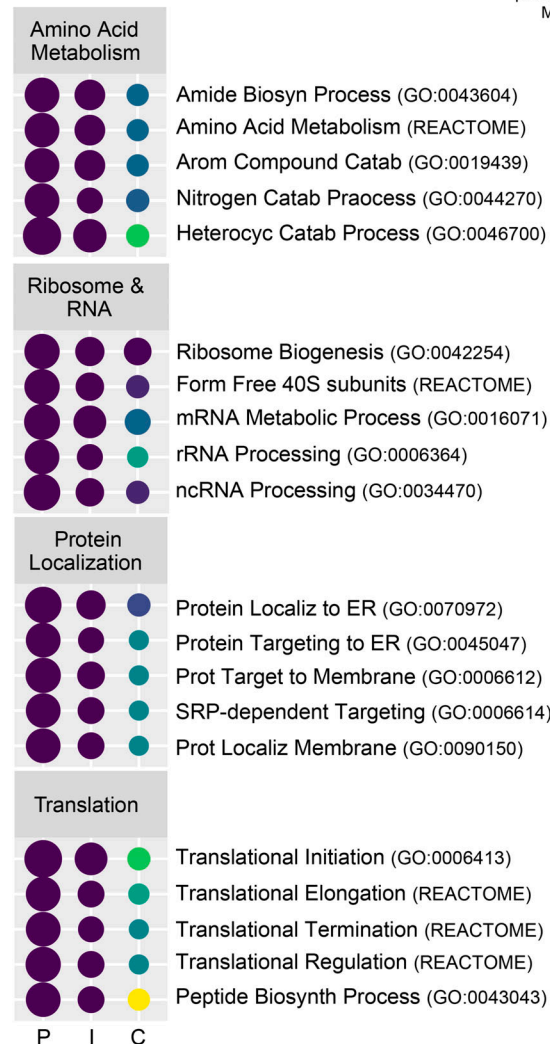 M
Amino Acid
Metabolism
Amide Biosyn Process (GO:0043604)
Amino Acid Metabolism (REACTOME)
Arom Compound Catab (GO:0019439)
Nitrogen Catab Praocess (GO:0044270)
Heterocyc Catab Process (GO:0046700)
Ribosome &
RNA
Ribosome Biogenesis (GO:0042254)
Form Free 40S subunits (REACTOME)
mRNA Metabolic Process (GO:0016071)
rRNA Processing (GO:0006364)
ncRNA Processing (GO:0034470)
Protein
Localization
Protein Localiz to ER (GO:0070972)
Protein Targeting to ER (GO:0045047)
Prot Target to Membrane (GO:0006612)
SRP-dependent Targeting (GO:0006614)
Prot Localiz Membrane (GO:0090150)
Translation
Translational Initiation (GO:0006413)
Translational Elongation (REACTOME)
Translational Termination (REACTOME)
Translational Regulation (REACTOME)
Peptide Biosynth Process (GO:0043043)
P I C